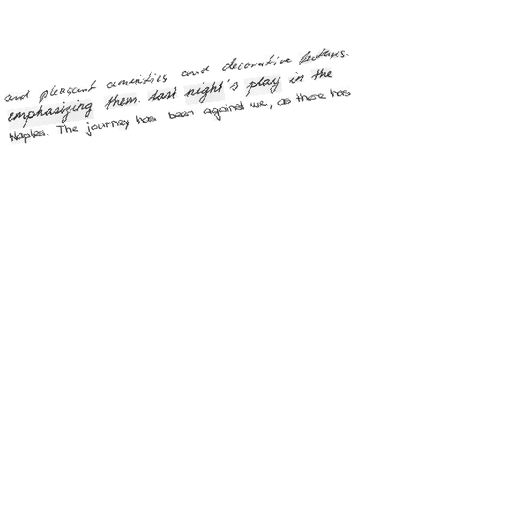 and pleasant amenities and decorative features.
emphasizing them. Last night's play in the
Naples. The journey has been against me, as there has